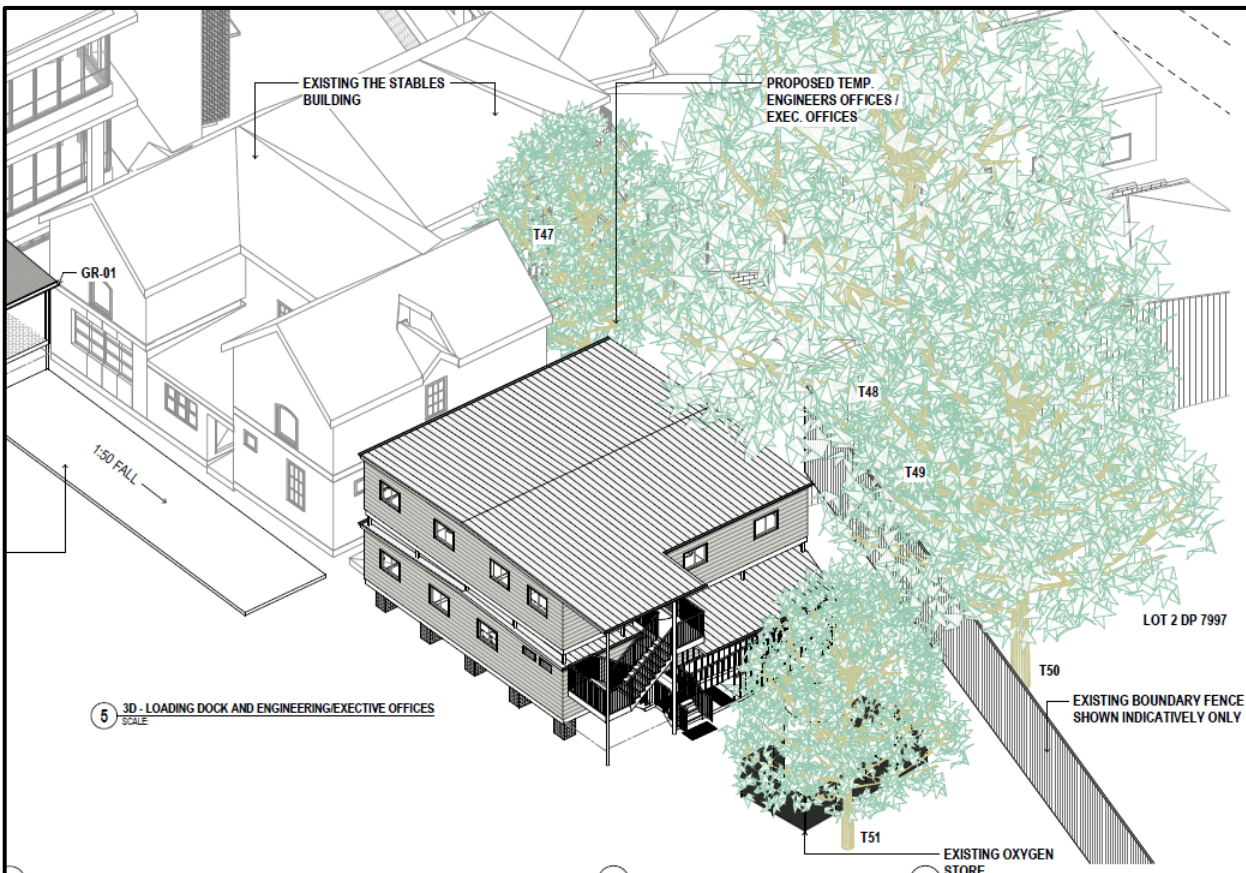 EXISTING THE STABLES
BUILDING
PROPOSED TEMP.
ENGINEERS OFFICES /
EXEC. OFFICES
T47
GR-01
T48
1:50 FALL
T49
LOT 2 DP 7997
T50
EXISTING BOUNDARY FENCE
SHOWN INDICATIVELY ONLY
5
3D - LOADING DOCK AND ENGINEERING/EXECTIVE OFFICES
SCALE:
T51
EXISTING OXYGEN
STORE